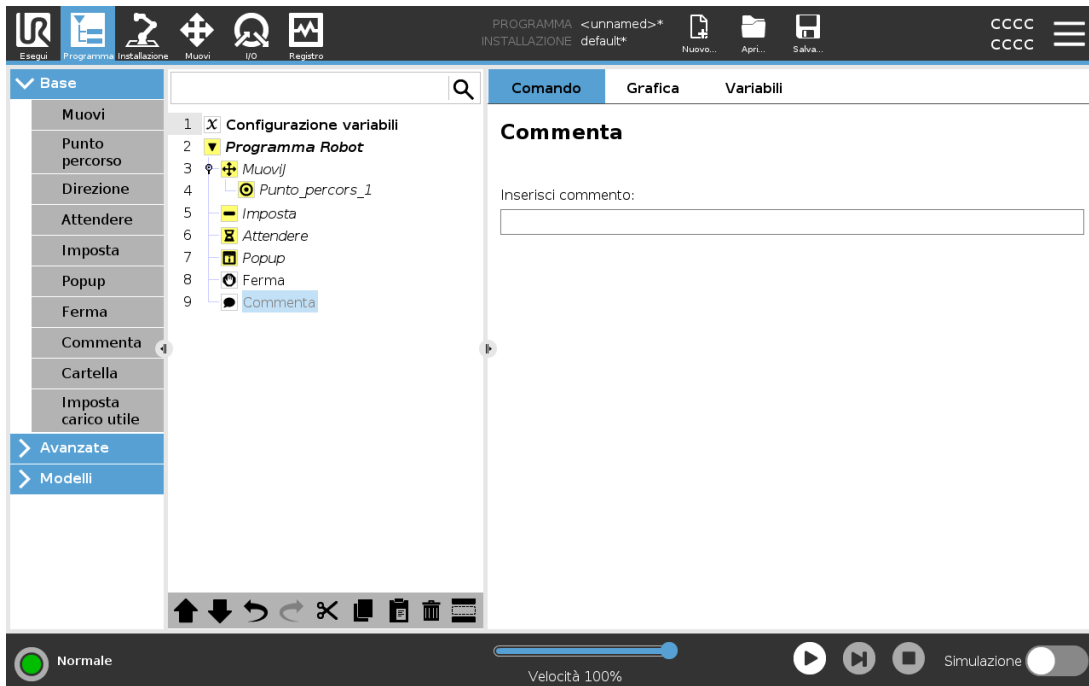 PROGRAMMA <unnamed>*
INSTALLAZIONE default*
UR
Esegui
Programma
Installazione
Muovi
I/O
Registro
Nuovo...
Apri...
Salva...
CCCC
CCCC
Base
Muovi
Punto
percorso
Direzione
Attendere
Imposta
Popup
Ferma
Commenta
Cartella
Imposta
carico utile
Avanzate
Modelli
1 X Configurazione variabili
2 Programma Robot
3 MuoviJ
4 Punto_percors_1
5 Imposta
6 Attendere
7 Popup
8 Ferma
9 Commenta
Comando
Grafica
Variabili
Commenta
Inserisci commento:
Normale
Velocità 100%
Simulazione